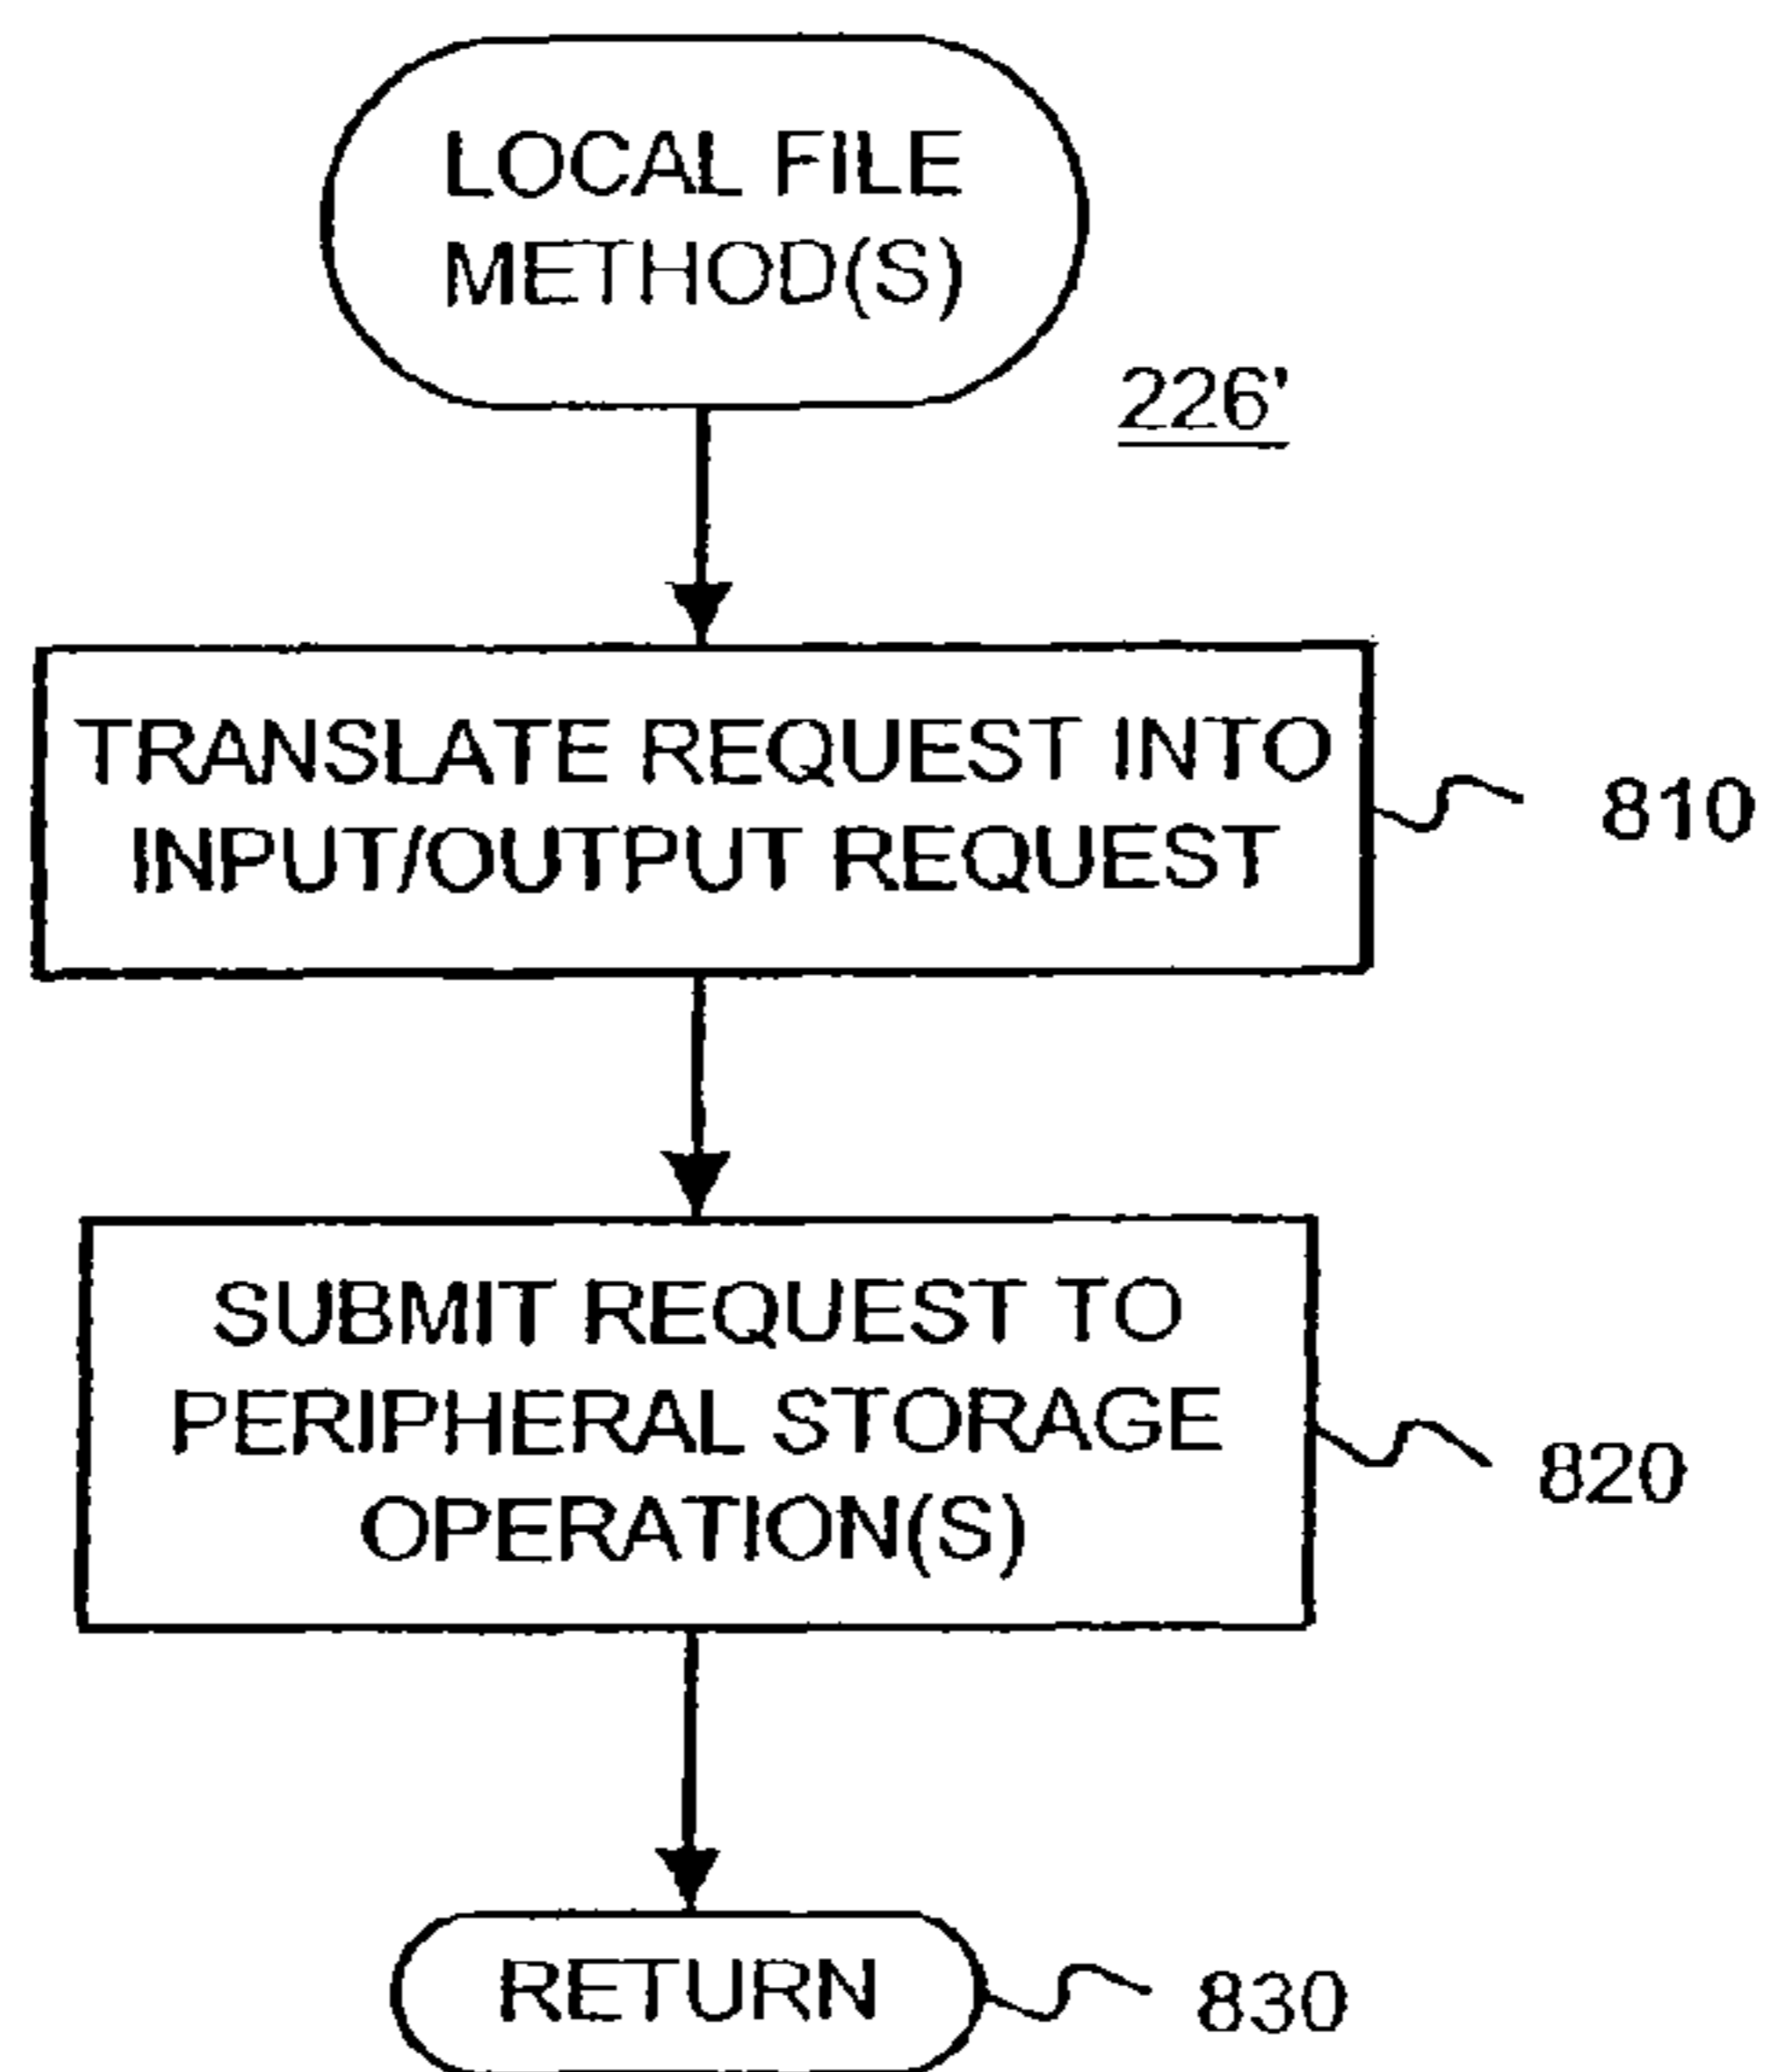 LOCAL FILE
METHOD(S)
226'
TRANSLATE REQUEST INTO
INPUT/OUTPUT REQUEST
810
SUBMIT REQUEST TO
PERIPHERAL STORAGE
OPERATION(S)
820
RETURN
830